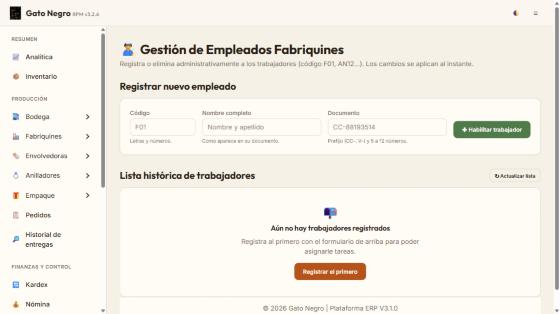 Gato Negro RPM v3.2.6
RESUMEN
Analítica
Inventario
PRODUCCIÓN
Bodega
Fabriquines
Envolvedoras
Anilladores
Empaque
Pedidos
Historial de
entregas
FINANZAS Y CONTROL
Kardex
Nómina
Gestión de Empleados Fabriquines
Registra o elimina administrativamente a los trabajadores (código F01, AN12...). Los cambios se aplican al instante.
Registrar nuevo empleado
Código
F01
Letras y números.
Nombre completo
Nombre y apellido
Como aparece en su documento.
Documento
CC-88193514
Prefijo (CC-, V-) y 5 a 12 números.
+ Habilitar trabajador
Lista histórica de trabajadores
Actualizar lista
Aún no hay trabajadores registrados
Registra al primero con el formulario de arriba para poder
asignarle tareas.
Registrar el primero
© 2026 Gato Negro | Plataforma ERP V3.1.0